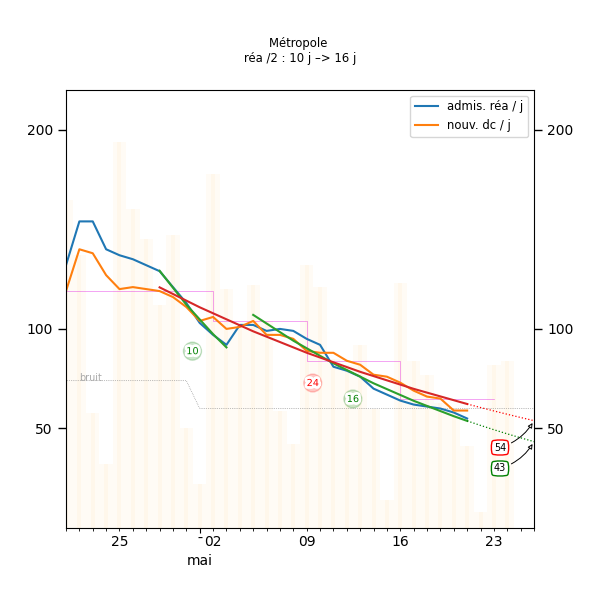 Métropole
réa /2 : 10 j –> 16 j
admis. réa / j
nouv. dc / j
200
200
100
100
50
50
bruit
10
24
16
54
43
25
02
09
16
23
mai